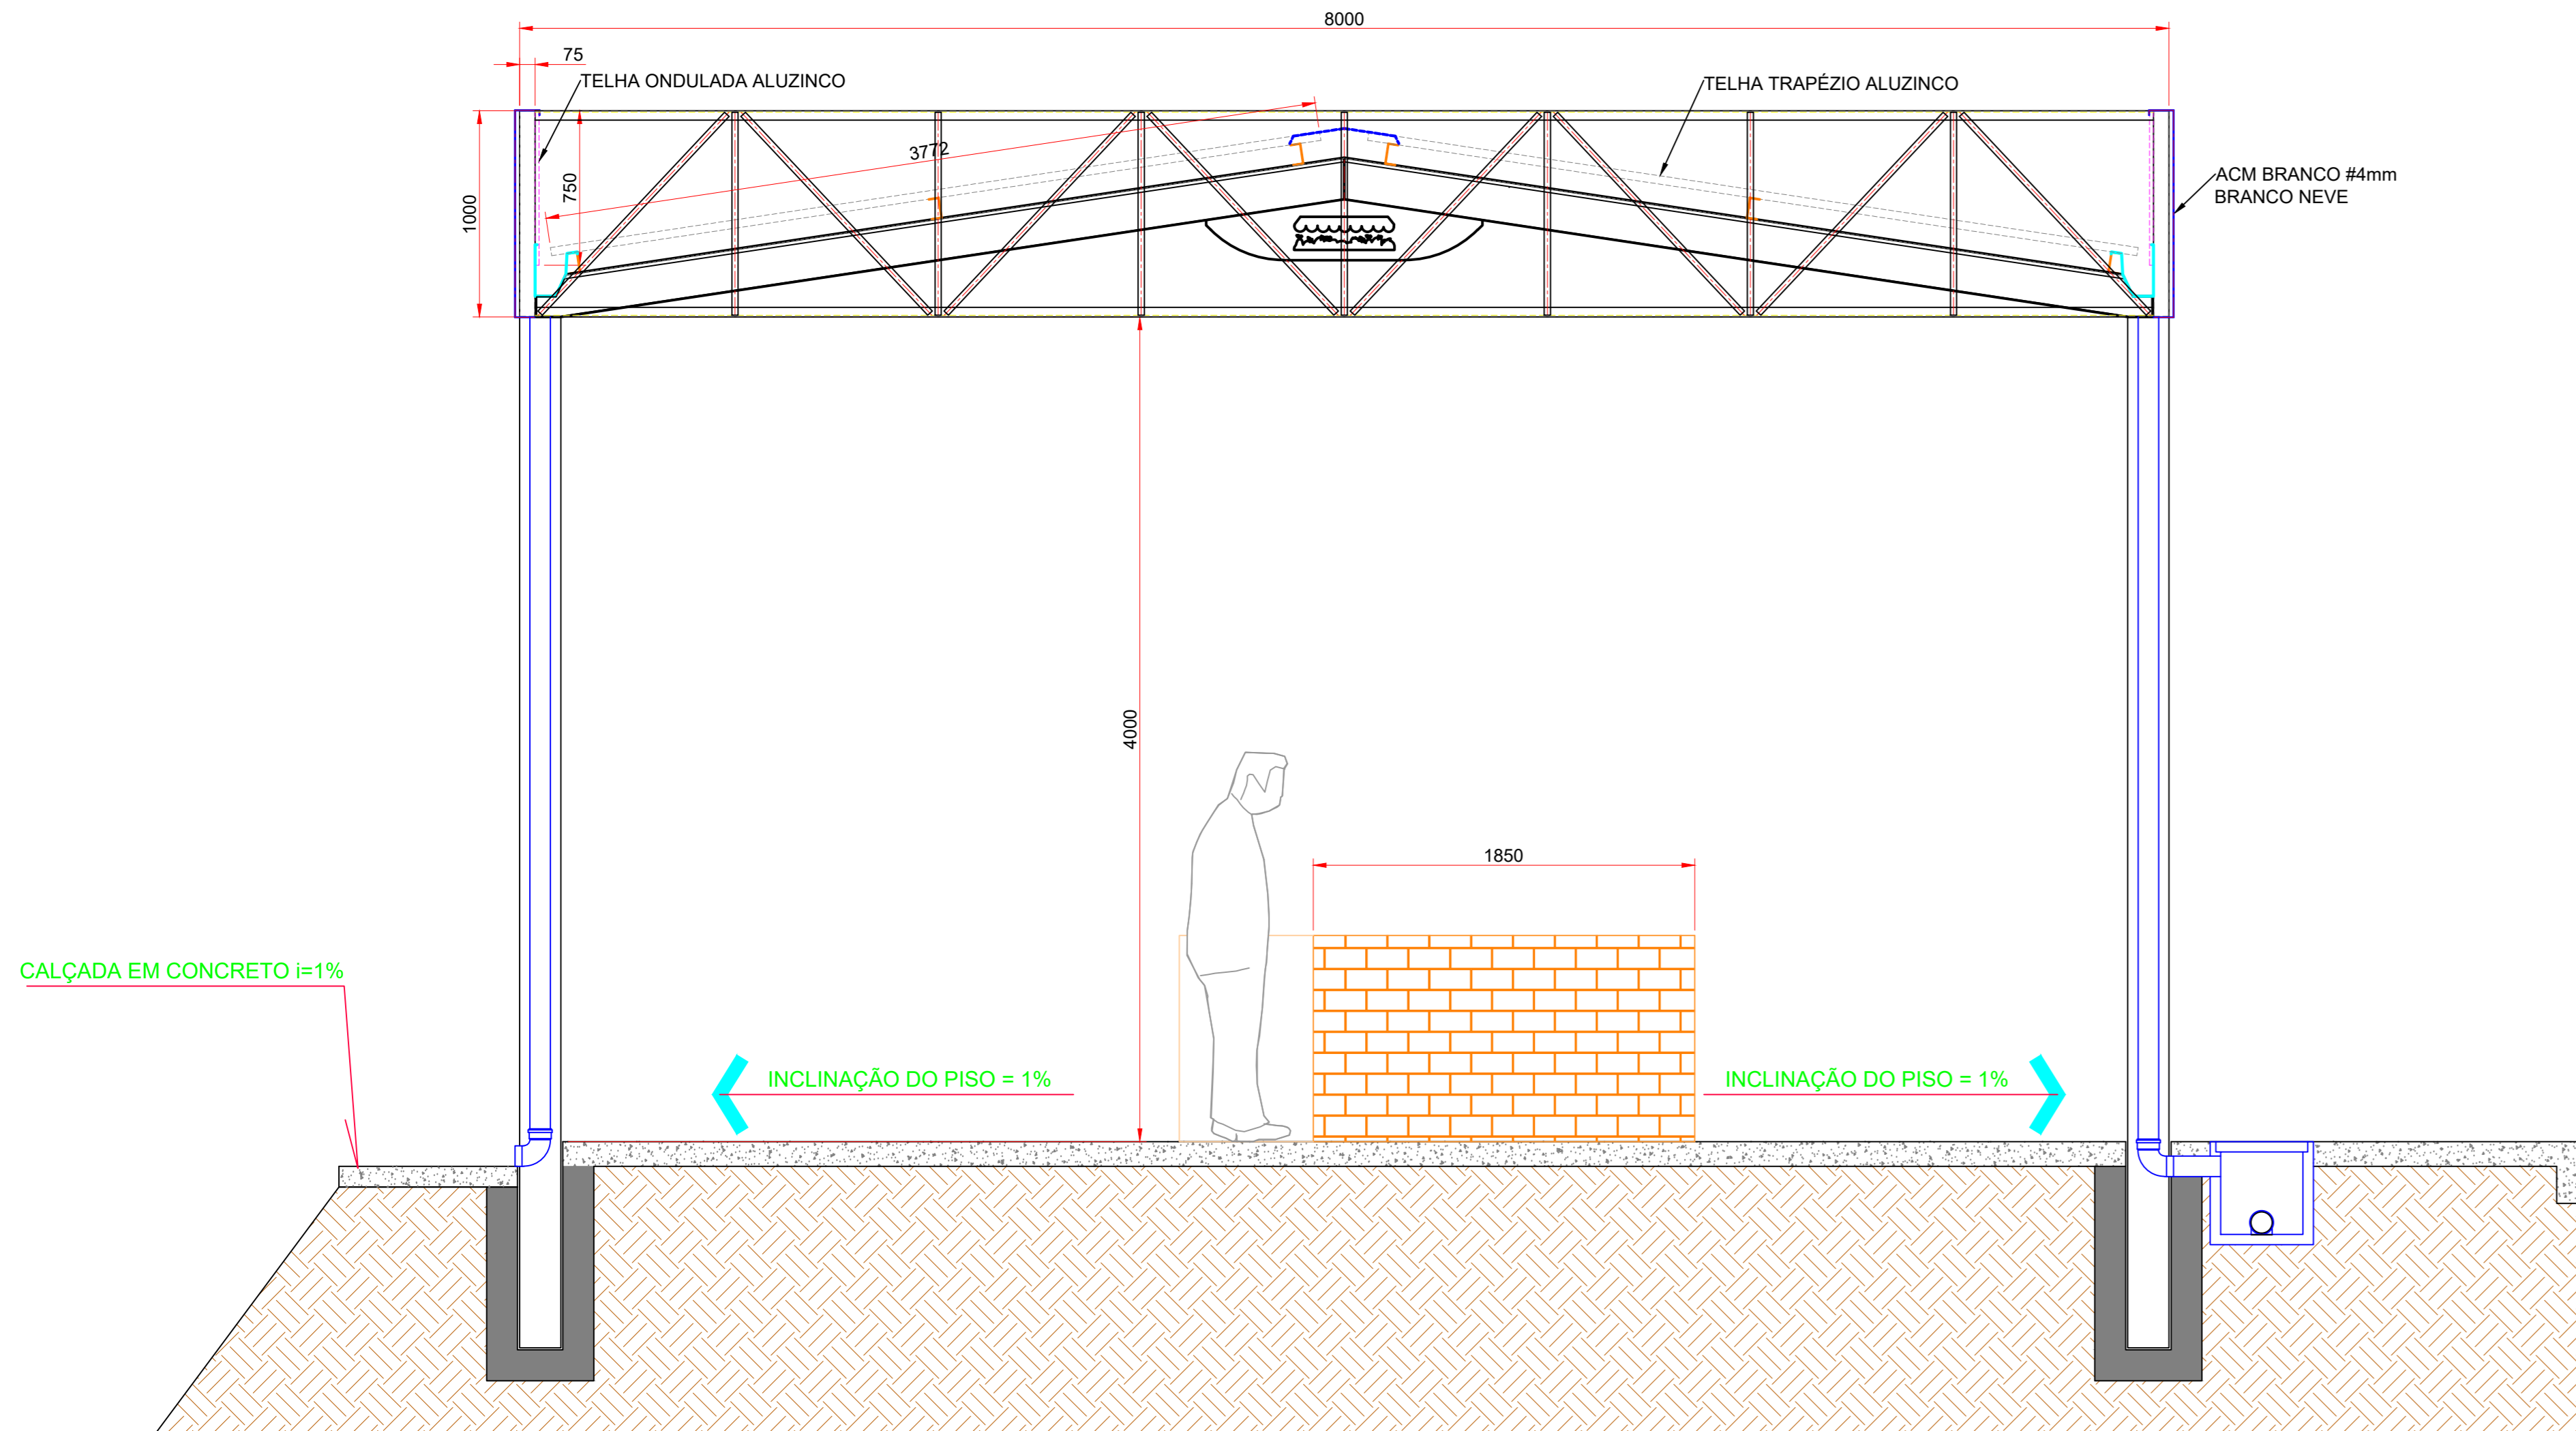 8000
75
TELHA ONDULADA ALUZINCO
TELHA TRAPÉZIO ALUZINCO
3772
750
1000
ACM BRANCO #4mm
BRANCO NEVE
4000
1850
CALÇADA EM CONCRETO i=1%
INCLINAÇÃO DO PISO = 1%
INCLINAÇÃO DO PISO = 1%